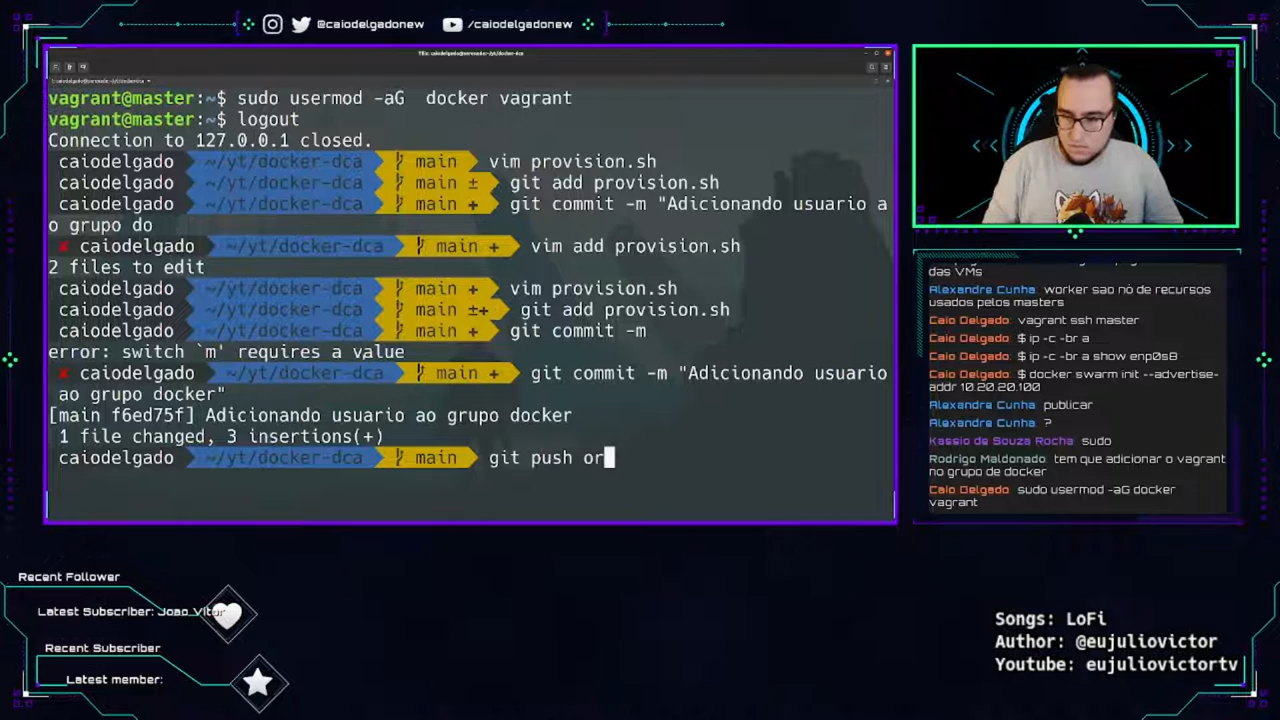 @caiodelgadonew /caiodelgadonew
vagrant@master:~$ sudo usermod -aG  docker vagrant
vagrant@master:~$ logout
Connection to 127.0.0.1 closed.
caiodelgado ~/yt/docker-dca main vim provision.sh
caiodelgado ~/yt/docker-dca main ± git add provision.sh
caiodelgado ~/yt/docker-dca main + git commit -m "Adicionando usuario a
o grupo do
✘ caiodelgado ~/yt/docker-dca main + vim add provision.sh
2 files to edit
caiodelgado ~/yt/docker-dca main + vim provision.sh
caiodelgado ~/yt/docker-dca main ±+ git add provision.sh
caiodelgado ~/yt/docker-dca main + git commit -m
error: switch `m' requires a value
✘ caiodelgado ~/yt/docker-dca main + git commit -m "Adicionando usuario
ao grupo docker"
[main f6ed75f] Adicionando usuario ao grupo docker
1 file changed, 3 insertions(+)
caiodelgado ~/yt/docker-dca main git push or
das VMs
Alexandre Cunha: worker sao nó de recursos
usados pelos masters
Caio Delgado: vagrant ssh master
Caio Delgado: $ ip -c -br a
Caio Delgado: $ ip -c -br a show enp0s8
Caio Delgado: $ docker swarm init --advertise-
addr 10.20.20.100
Alexandre Cunha: publicar
Alexandre Cunha: ?
Kassio de Souza Rocha: sudo
Rodrigo Maldonado: tem que adicionar o vagrant
no grupo de docker
Caio Delgado: sudo usermod -aG docker
vagrant
Recent Follower
Latest Subscriber: Joao Vitor
Recent Subscriber
Latest member:
Songs: LoFi
Author: @eujuliovictor
Youtube: eujuliovictortv